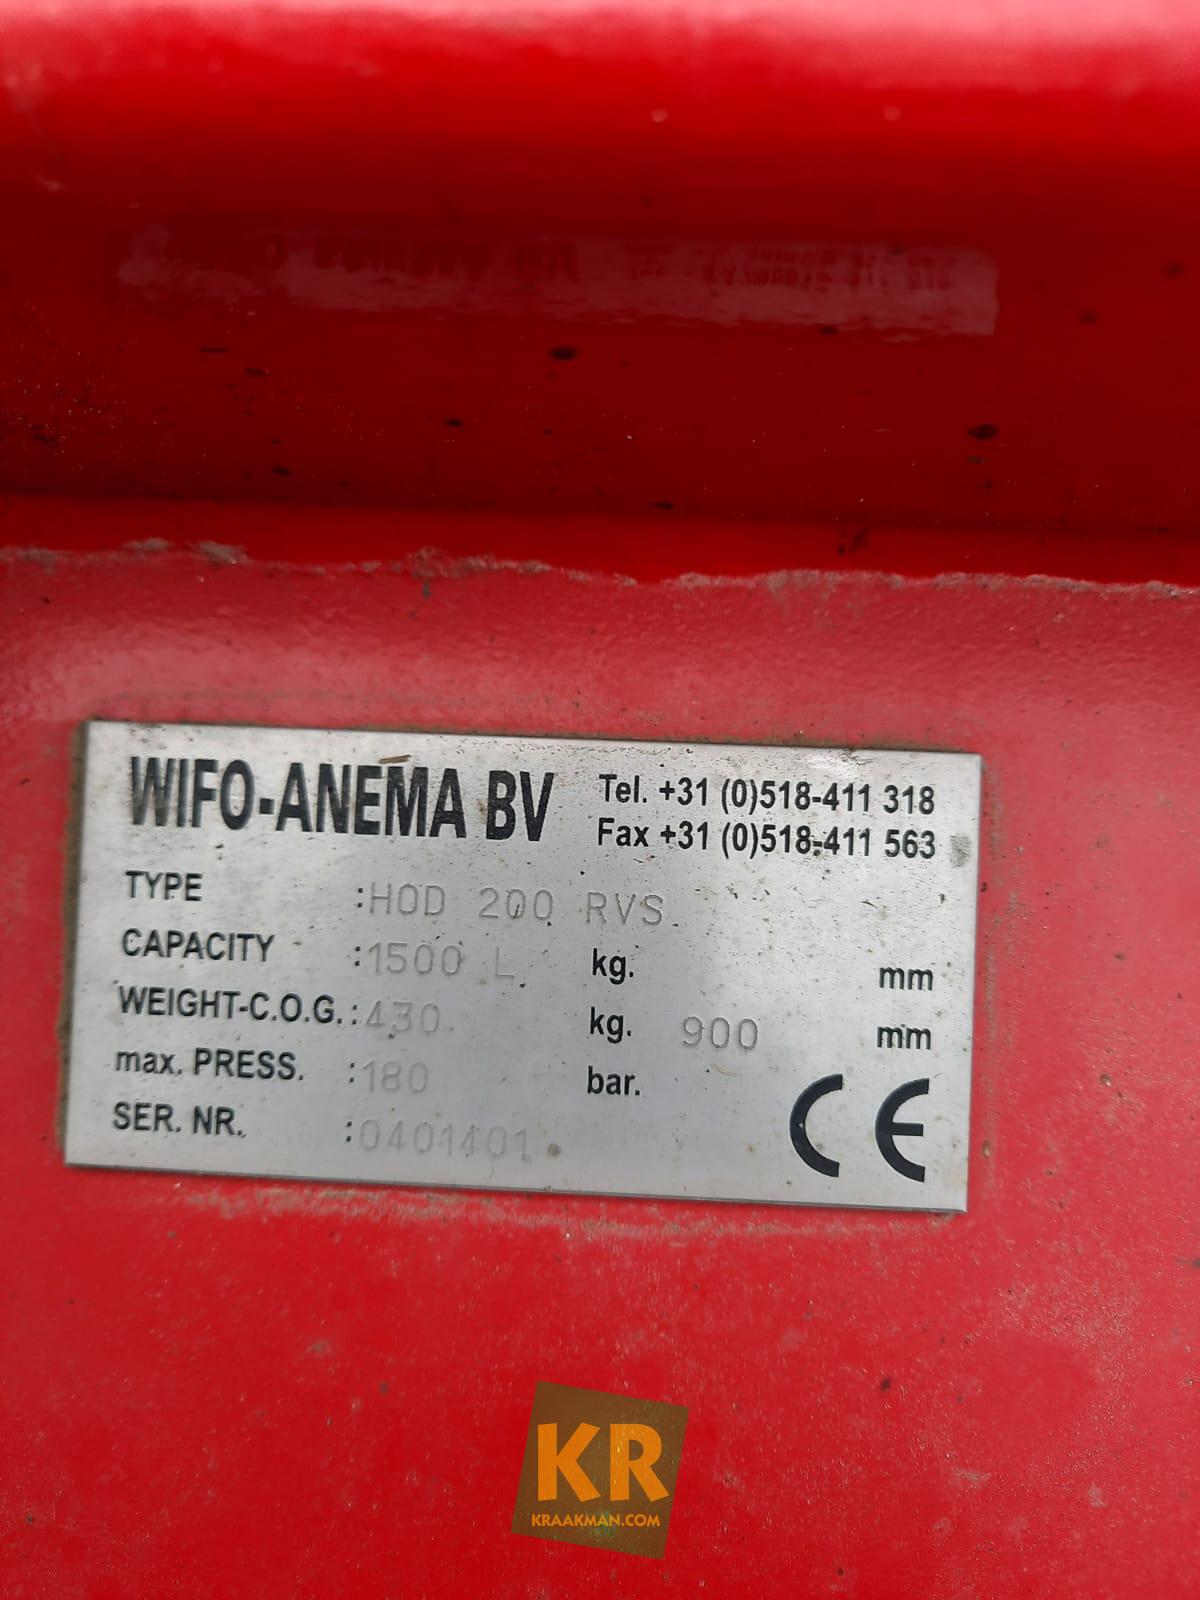 WIFO-ANEMA BV Tel. +31 (0)518-411 318
Fax +31 (0)518-411 563
TYPE :HOD 200 RVS
CAPACITY :1500 L kg. mm
WEIGHT-C.O.G. :430 kg. 900 mm
max. PRESS. :180 bar.
SER. NR. :0401401
CE
KR
KRAAKMAN.COM